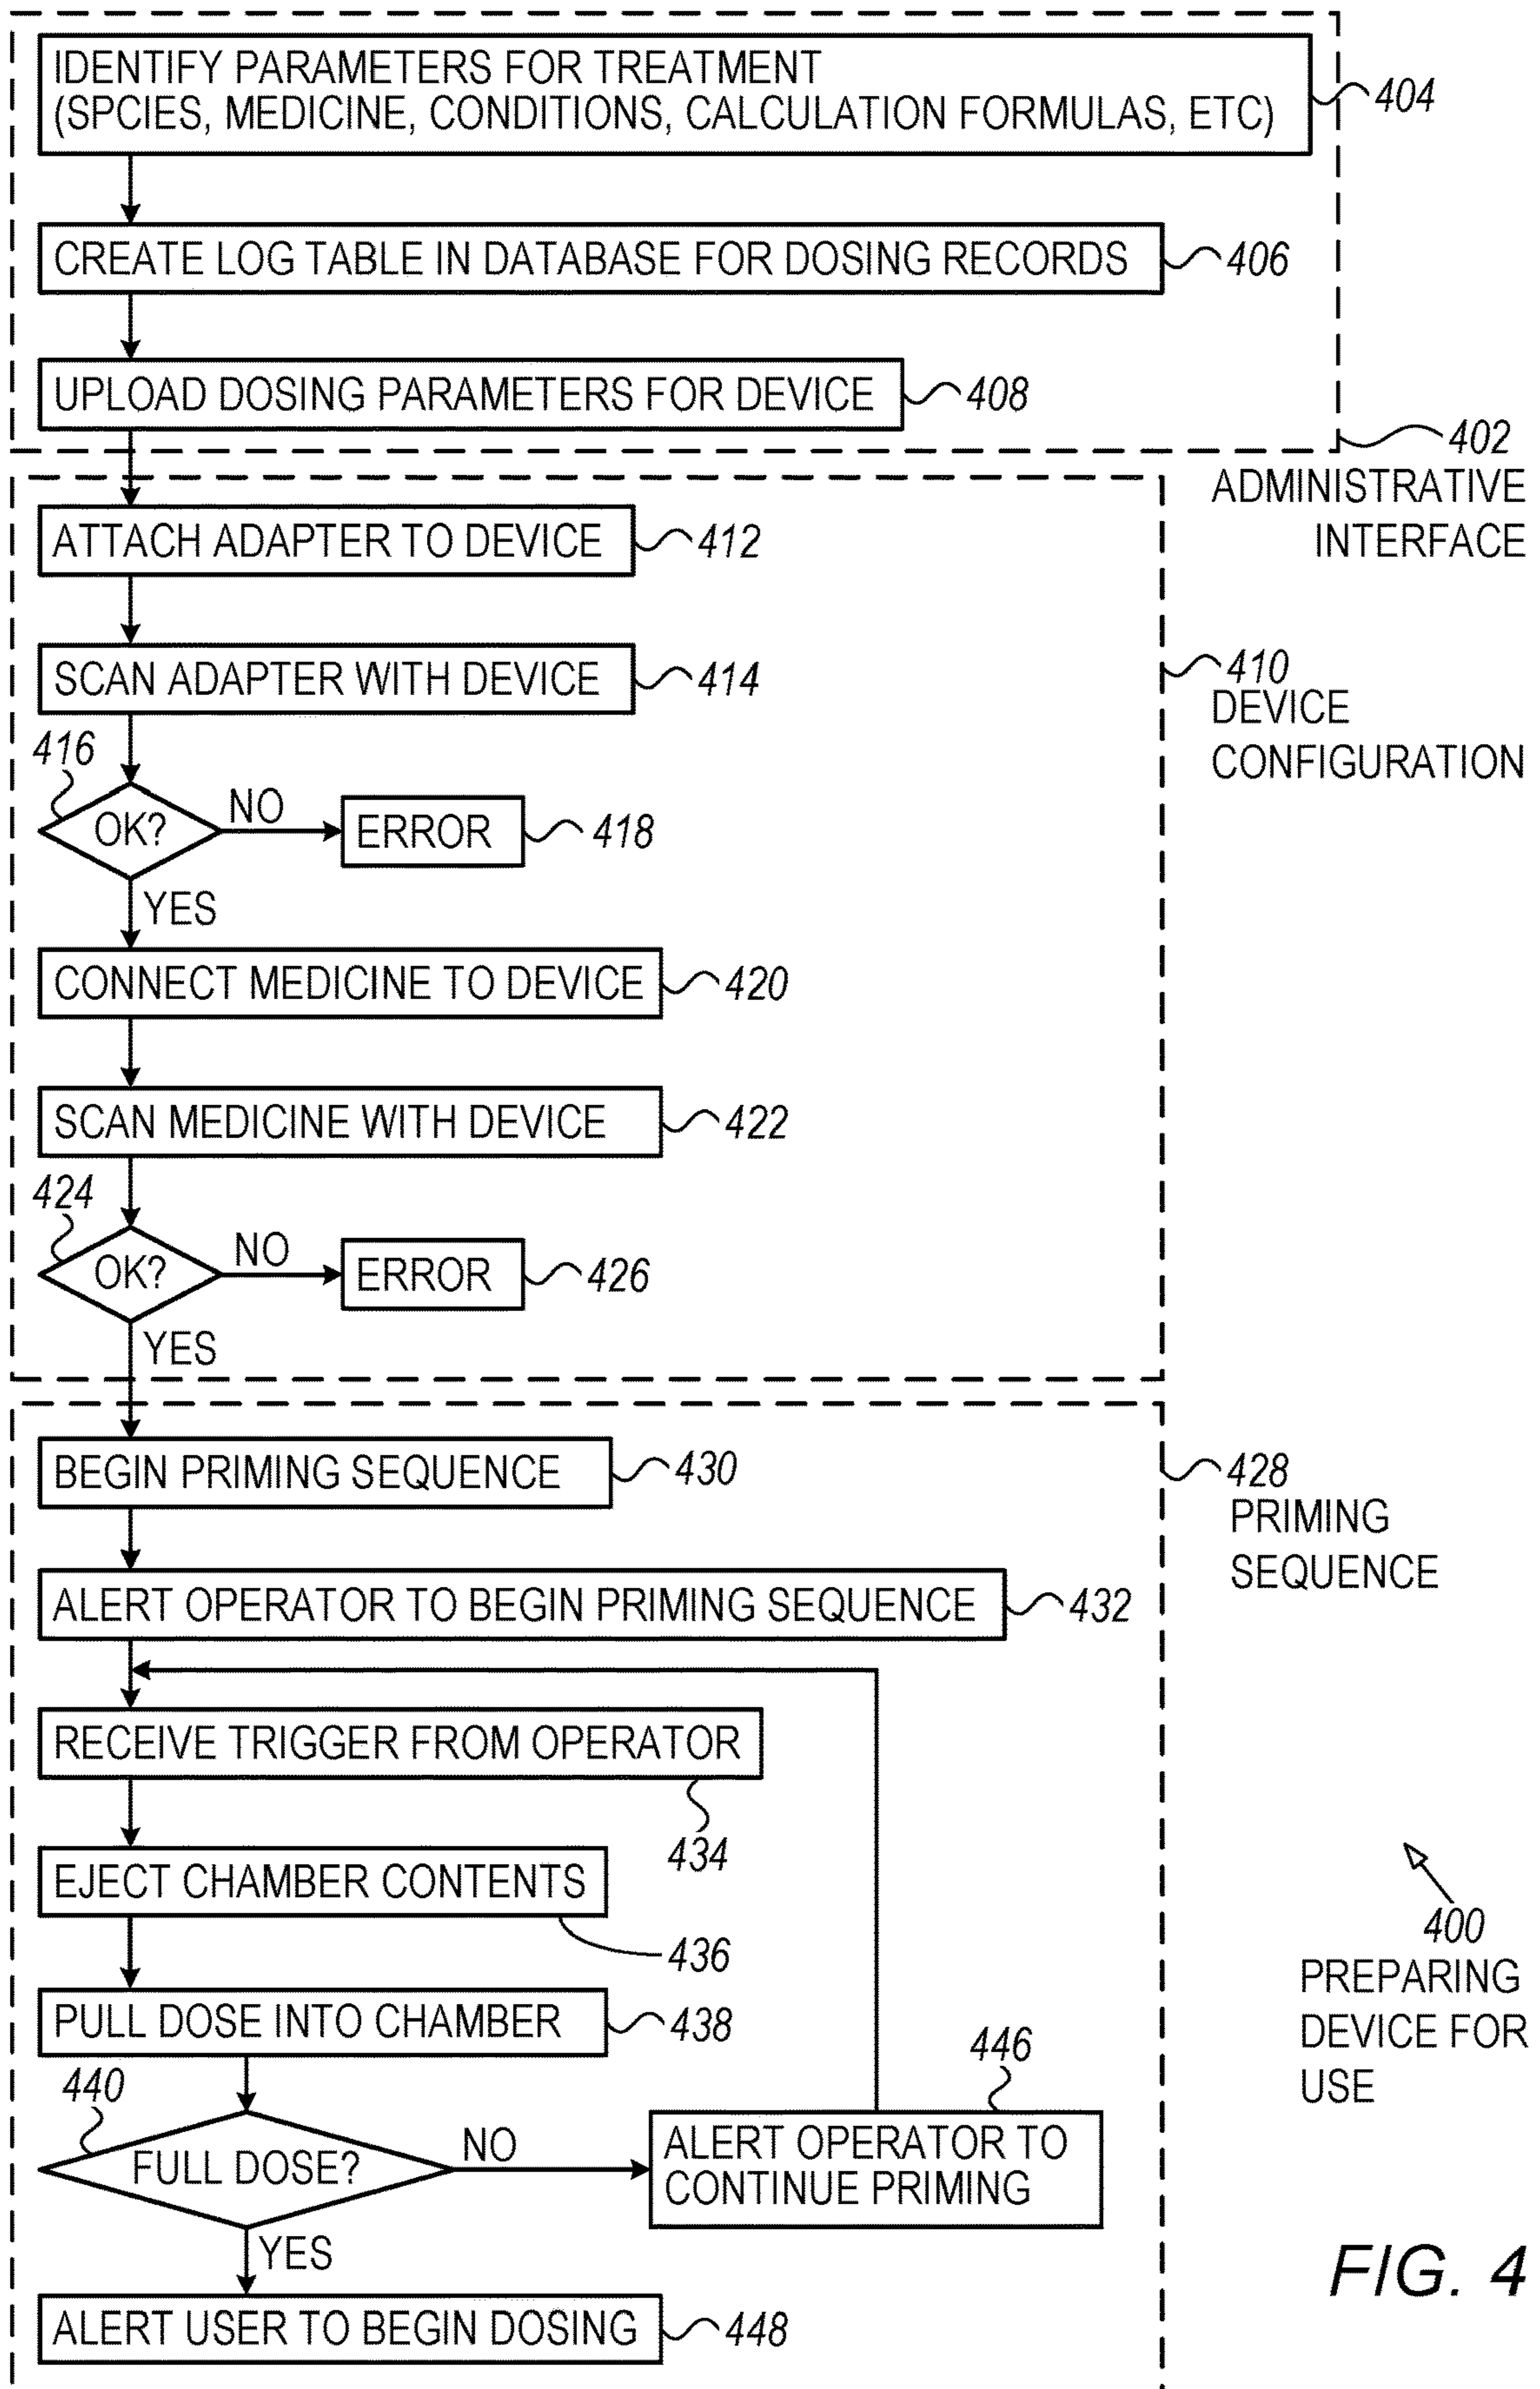 IDENTIFY PARAMETERS FOR TREATMENT
(SPCIES, MEDICINE, CONDITIONS, CALCULATION FORMULAS, ETC)
404
CREATE LOG TABLE IN DATABASE FOR DOSING RECORDS
406
UPLOAD DOSING PARAMETERS FOR DEVICE
408
402
ADMINISTRATIVE
INTERFACE
ATTACH ADAPTER TO DEVICE
412
SCAN ADAPTER WITH DEVICE
414
410
DEVICE
CONFIGURATION
416
OK?
NO
ERROR
418
YES
CONNECT MEDICINE TO DEVICE
420
SCAN MEDICINE WITH DEVICE
422
424
OK?
NO
ERROR
426
YES
BEGIN PRIMING SEQUENCE
430
428
PRIMING
SEQUENCE
ALERT OPERATOR TO BEGIN PRIMING SEQUENCE
432
RECEIVE TRIGGER FROM OPERATOR
434
EJECT CHAMBER CONTENTS
436
PULL DOSE INTO CHAMBER
438
400
PREPARING
DEVICE FOR
USE
440
FULL DOSE?
NO
446
ALERT OPERATOR TO
CONTINUE PRIMING
YES
ALERT USER TO BEGIN DOSING
448
FIG. 4